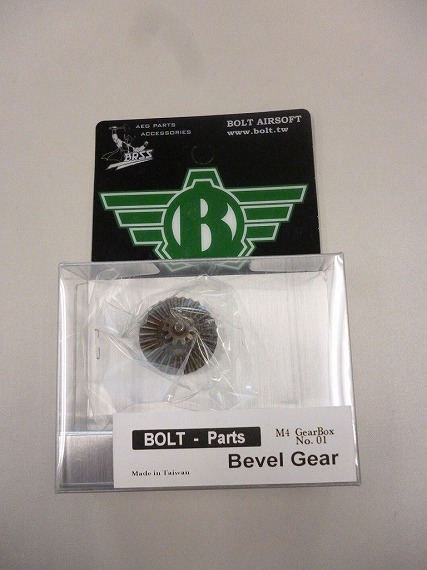 AEG PARTS
ACCESSORIES
BRSS
BOLT AIRSOFT
www.bolt.tw
B
BOLT - Parts
M4 GearBox
No. 01
Bevel Gear
Made in Taiwan